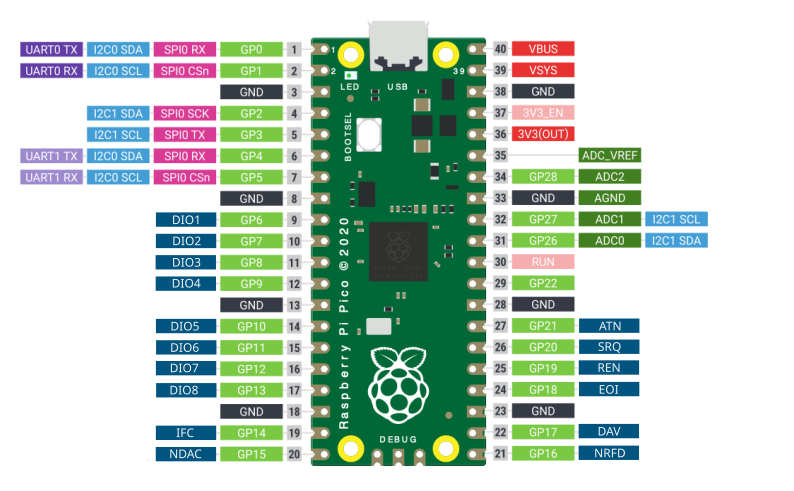 UART0 TX I2C0 SDA SPI0 RX GP0 1 1 40 VBUS
UART0 RX I2C0 SCL SPI0 CSn GP1 2 2 39 39 VSYS
GND 3 LED USB 38 GND
I2C1 SDA SPI0 SCK GP2 4 37 3V3_EN
I2C1 SCL SPI0 TX GP3 5 36 3V3(OUT)
UART1 TX I2C0 SDA SPI0 RX GP4 6 35 ADC_VREF
UART1 RX I2C0 SCL SPI0 CSn GP5 7 34 GP28 ADC2
BOOTSEL
GND 8 33 GND AGND
DIO1 GP6 9 32 GP27 ADC1 I2C1 SCL
DIO2 GP7 10 31 GP26 ADC0 I2C1 SDA
DIO3 GP8 11 30 RUN
DIO4 GP9 12 29 GP22
GND 13 28 GND
DIO5 GP10 14 27 GP21 ATN
DIO6 GP11 15 26 GP20 SRQ
DIO7 GP12 16 25 GP19 REN
DIO8 GP13 17 24 GP18 EOI
Raspberry Pi Pico © 2020
GND 18 23 GND
IFC GP14 19 22 GP17 DAV
NDAC GP15 20 21 GP16 NRFD
DEBUG